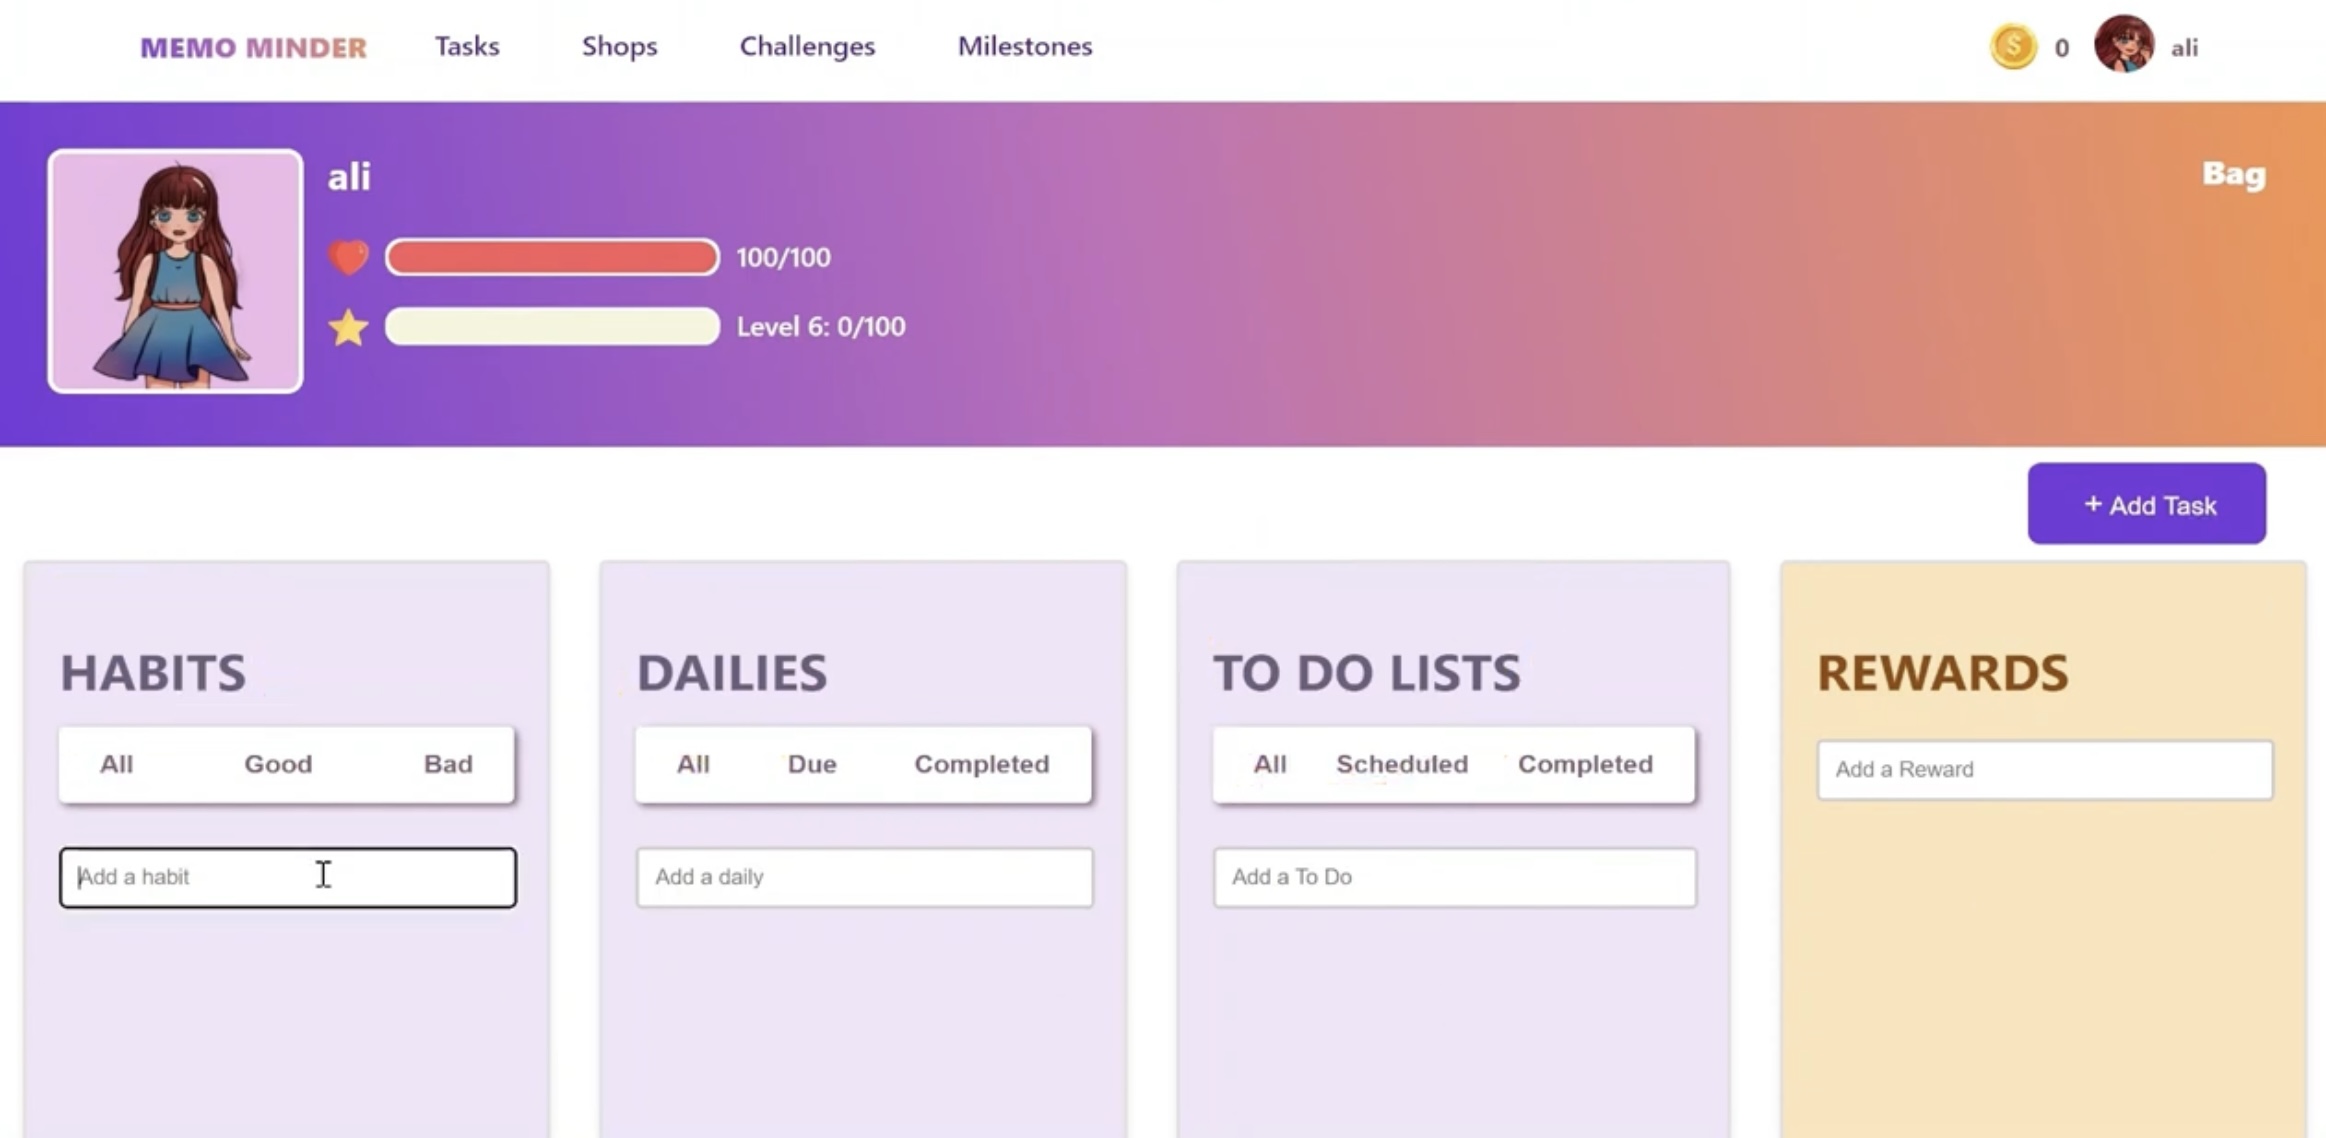 MEMO MINDER Tasks Shops Challenges Milestones $ 0 ali
ali
Bag
100/100
Level 6: 0/100
+ Add Task
HABITS
All Good Bad
Add a habit
DAILIES
All Due Completed
Add a daily
TO DO LISTS
All Scheduled Completed
Add a To Do
REWARDS
Add a Reward